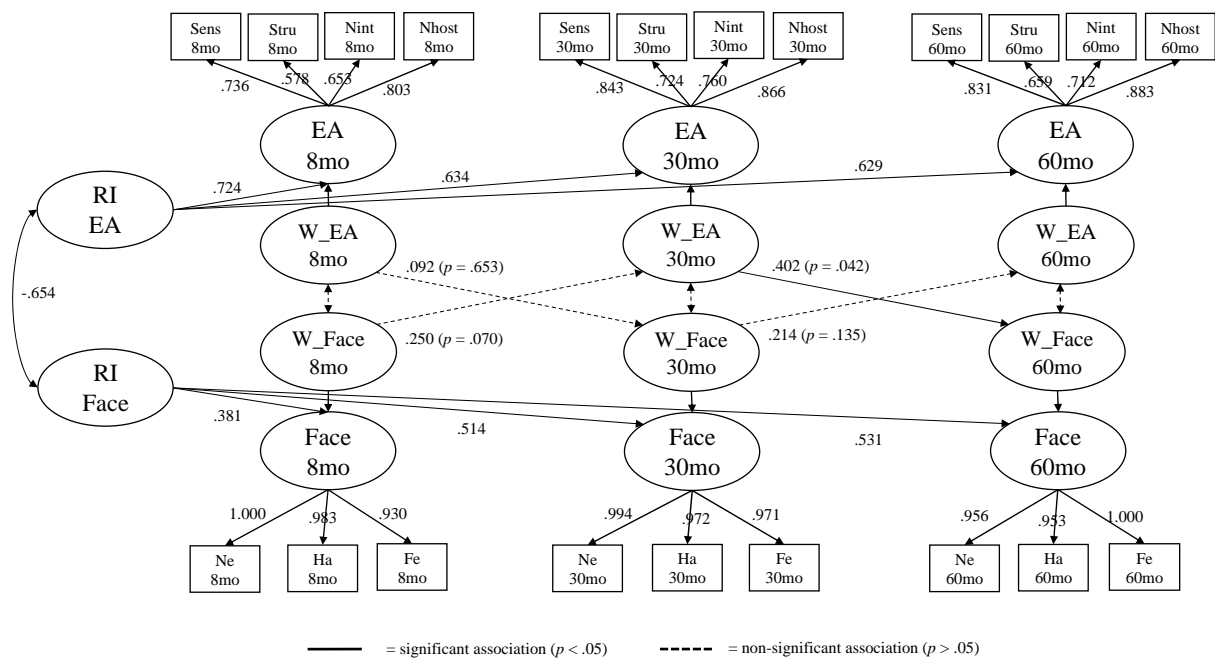 Sens 8mo
Stru 8mo
Nint 8mo
Nhost 8mo
Sens 30mo
Stru 30mo
Nint 30mo
Nhost 30mo
Sens 60mo
Stru 60mo
Nint 60mo
Nhost 60mo
.736
.578
.653
.803
.843
.724
.760
.866
.831
.659
.712
.883
EA
8mo
EA
30mo
EA
60mo
RI
EA
.724
.634
.629
W_EA
8mo
W_EA
30mo
W_EA
60mo
.092 (p = .653)
.402 (p = .042)
-.654
W_Face
8mo
W_Face
30mo
W_Face
60mo
.250 (p = .070)
.214 (p = .135)
RI
Face
.381
.514
.531
Face
8mo
Face
30mo
Face
60mo
1.000
.983
.930
.994
.972
.971
.956
.953
1.000
Ne
8mo
Ha
8mo
Fe
8mo
Ne
30mo
Ha
30mo
Fe
30mo
Ne
60mo
Ha
60mo
Fe
60mo
= significant association (p < .05)
= non-significant association (p > .05)